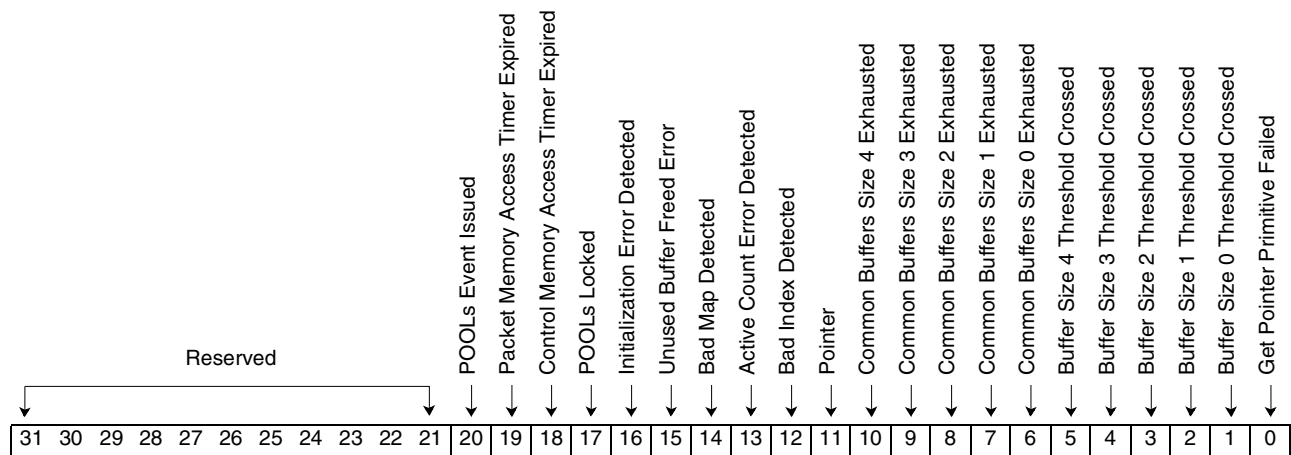 Reserved
POOLs Event Issued
Packet Memory Access Timer Expired
Control Memory Access Timer Expired
POOLs Locked
Initialization Error Detected
Unused Buffer Freed Error
Bad Map Detected
Active Count Error Detected
Bad Index Detected
Pointer
Common Buffers Size 4 Exhausted
Common Buffers Size 3 Exhausted
Common Buffers Size 2 Exhausted
Common Buffers Size 1 Exhausted
Common Buffers Size 0 Exhausted
Buffer Size 4 Threshold Crossed
Buffer Size 3 Threshold Crossed
Buffer Size 2 Threshold Crossed
Buffer Size 1 Threshold Crossed
Buffer Size 0 Threshold Crossed
Get Pointer Primitive Failed
31 30 29 28 27 26 25 24 23 22 21 20 19 18 17 16 15 14 13 12 11 10 9 8 7 6 5 4 3 2 1 0